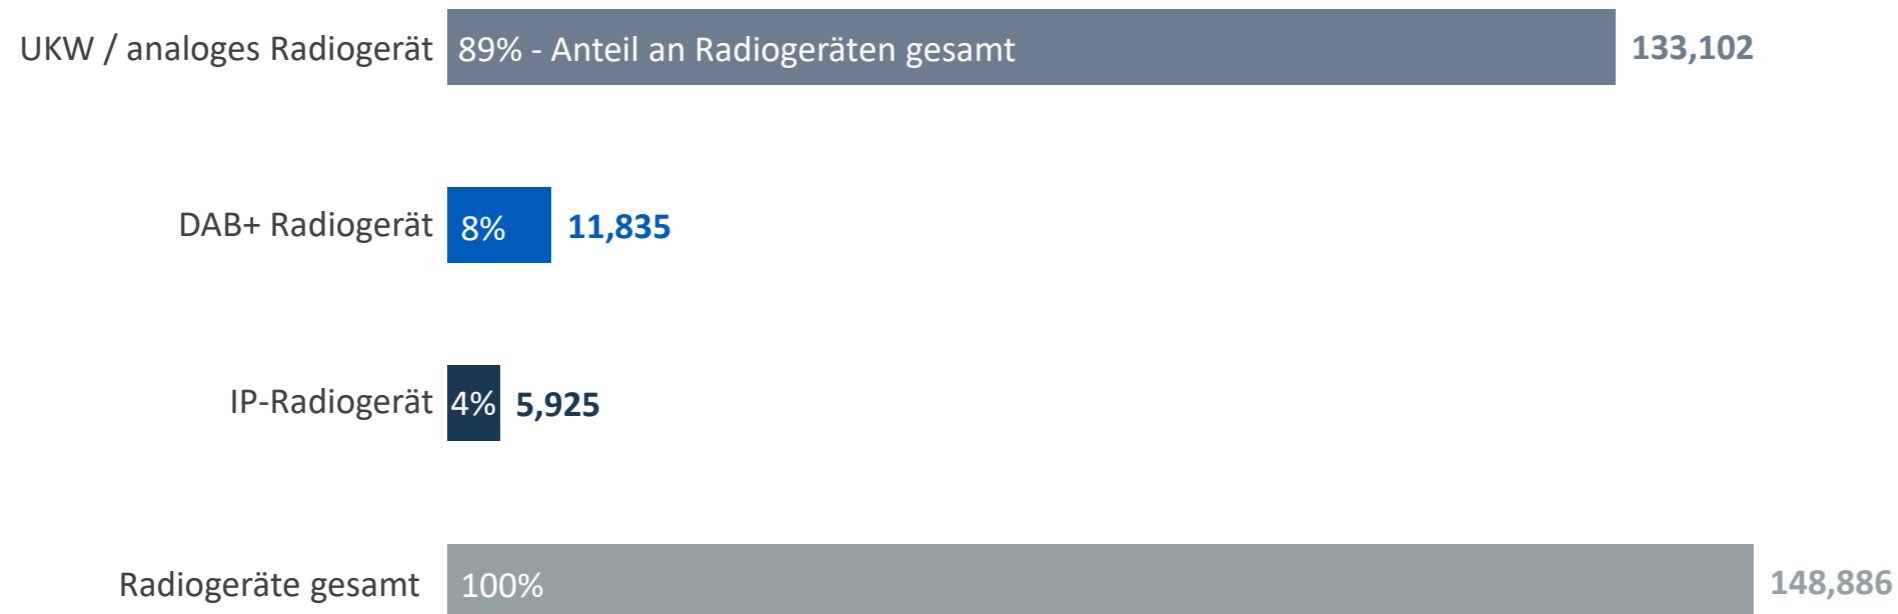 UKW / analoges Radiogerät 89% - Anteil an Radiogeräten gesamt 133,102
DAB+ Radiogerät 8% 11,835
IP-Radiogerät 4% 5,925
Radiogeräte gesamt 100% 148,886